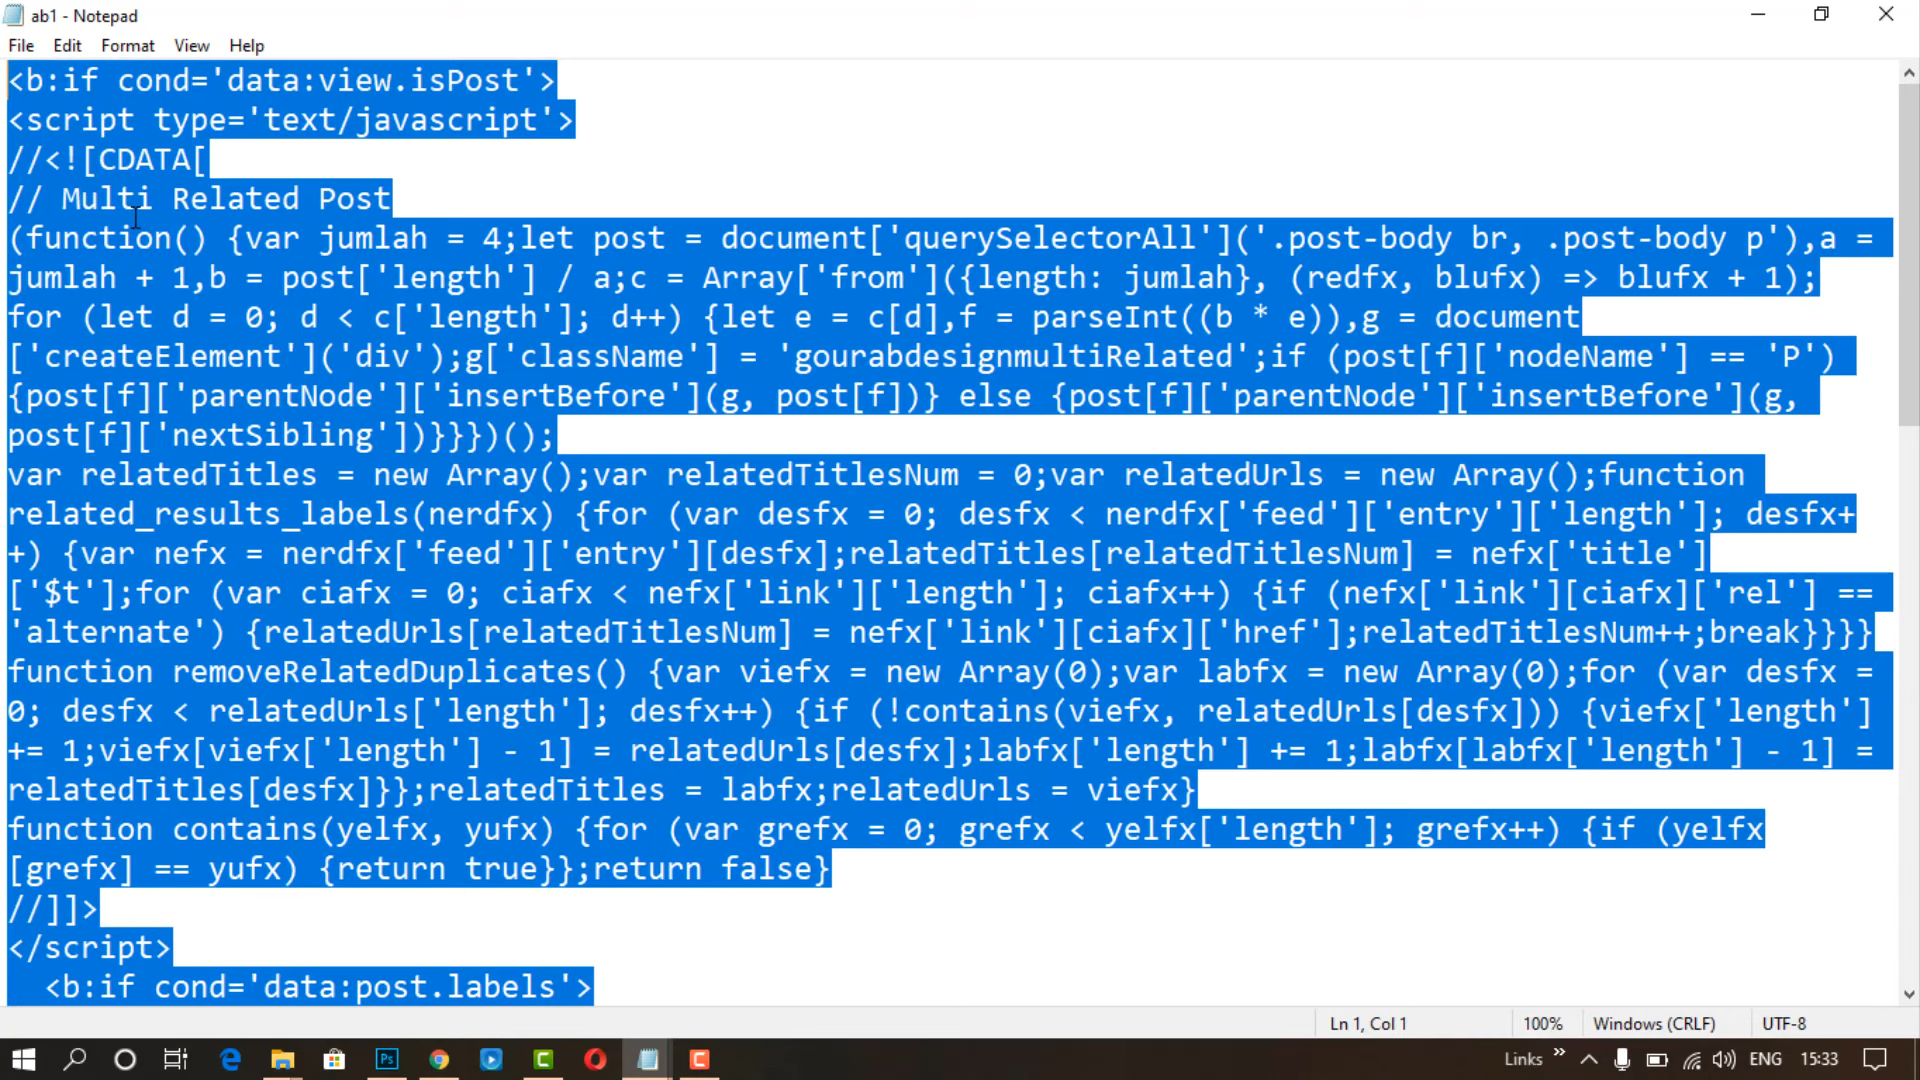 ab1 - Notepad
File Edit Format View Help
<b:if cond='data:view.isPost'>
<script type='text/javascript'>
//<![CDATA[
// Multi Related Post
(function() {var jumlah = 4;let post = document['querySelectorAll']('.post-body br, .post-body p'),a =
jumlah + 1,b = post['length'] / a;c = Array['from']({length: jumlah}, (redfx, blufx) => blufx + 1);
for (let d = 0; d < c['length']; d++) {let e = c[d],f = parseInt((b * e)),g = document
['createElement']('div');g['className'] = 'gourabdesignmultiRelated';if (post[f]['nodeName'] == 'P')
{post[f]['parentNode']['insertBefore'](g, post[f])} else {post[f]['parentNode']['insertBefore'](g,
post[f]['nextSibling'])}}})();
var relatedTitles = new Array();var relatedTitlesNum = 0;var relatedUrls = new Array();function
related_results_labels(nerdfx) {for (var desfx = 0; desfx < nerdfx['feed']['entry']['length']; desfx+
+) {var nefx = nerdfx['feed']['entry'][desfx];relatedTitles[relatedTitlesNum] = nefx['title']
['$t'];for (var ciafx = 0; ciafx < nefx['link']['length']; ciafx++) {if (nefx['link'][ciafx]['rel'] ==
'alternate') {relatedUrls[relatedTitlesNum] = nefx['link'][ciafx]['href'];relatedTitlesNum++;break}}}}
function removeRelatedDuplicates() {var viefx = new Array(0);var labfx = new Array(0);for (var desfx =
0; desfx < relatedUrls['length']; desfx++) {if (!contains(viefx, relatedUrls[desfx])) {viefx['length']
+= 1;viefx[viefx['length'] - 1] = relatedUrls[desfx];labfx['length'] += 1;labfx[labfx['length'] - 1] =
relatedTitles[desfx]}};relatedTitles = labfx;relatedUrls = viefx}
function contains(yelfx, yufx) {for (var grefx = 0; grefx < yelfx['length']; grefx++) {if (yelfx
[grefx] == yufx) {return true}};return false}
//]]>
</script>
  <b:if cond='data:post.labels'>
Ln 1, Col 1 100% Windows (CRLF) UTF-8
Links ENG 15:33